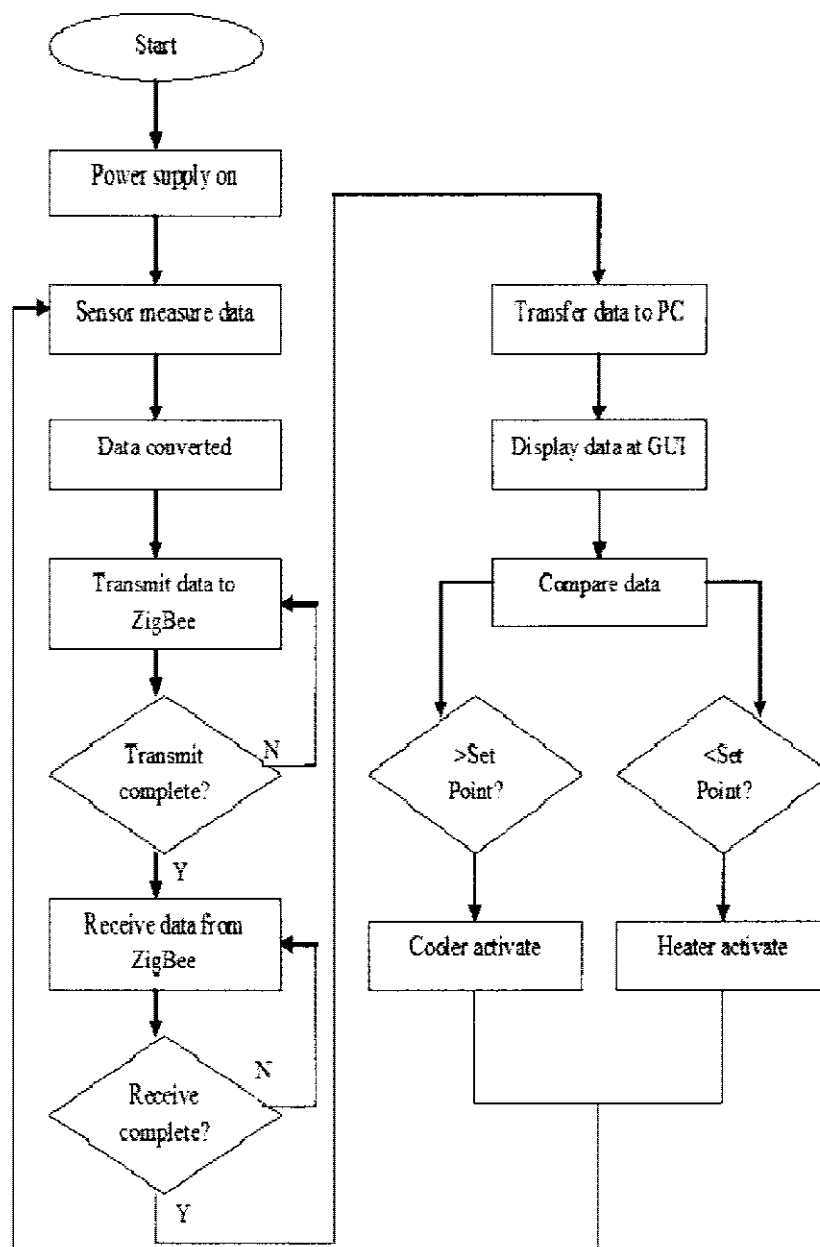 Start
Power supply on
Sensor measure data
Data converted
Transmit data to
ZigBee
Transmit
complete?
N
Y
Receive data from
ZigBee
Receive
complete?
N
Y
Transfer data to PC
Display data at GUI
Compare data
>Set
Point?
<Set
Point?
Cooler activate
Heater activate